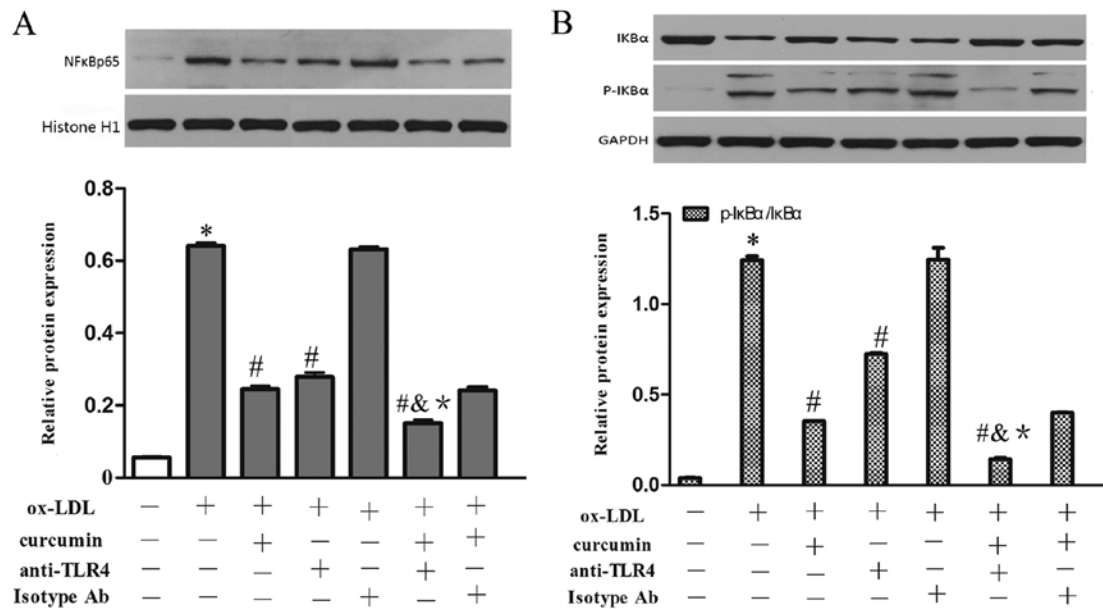 A
NFκBp65
Histone H1
Relative protein expression
0.8
0.6
0.4
0.2
0
*
#
#
#& *
ox-LDL − + + + + + +
curcumin − − + − − + +
anti-TLR4 − − − + − + −
Isotype Ab − − − − + − +
B
IKBα
P-IKBα
GAPDH
Relative protein expression
1.5
1.0
0.5
0.0
p-IκBα/IκBα
*
#
#
#& *
ox-LDL − + + + + + +
curcumin − − + − − + +
anti-TLR4 − − − + − + −
Isotype Ab − − − − + − +